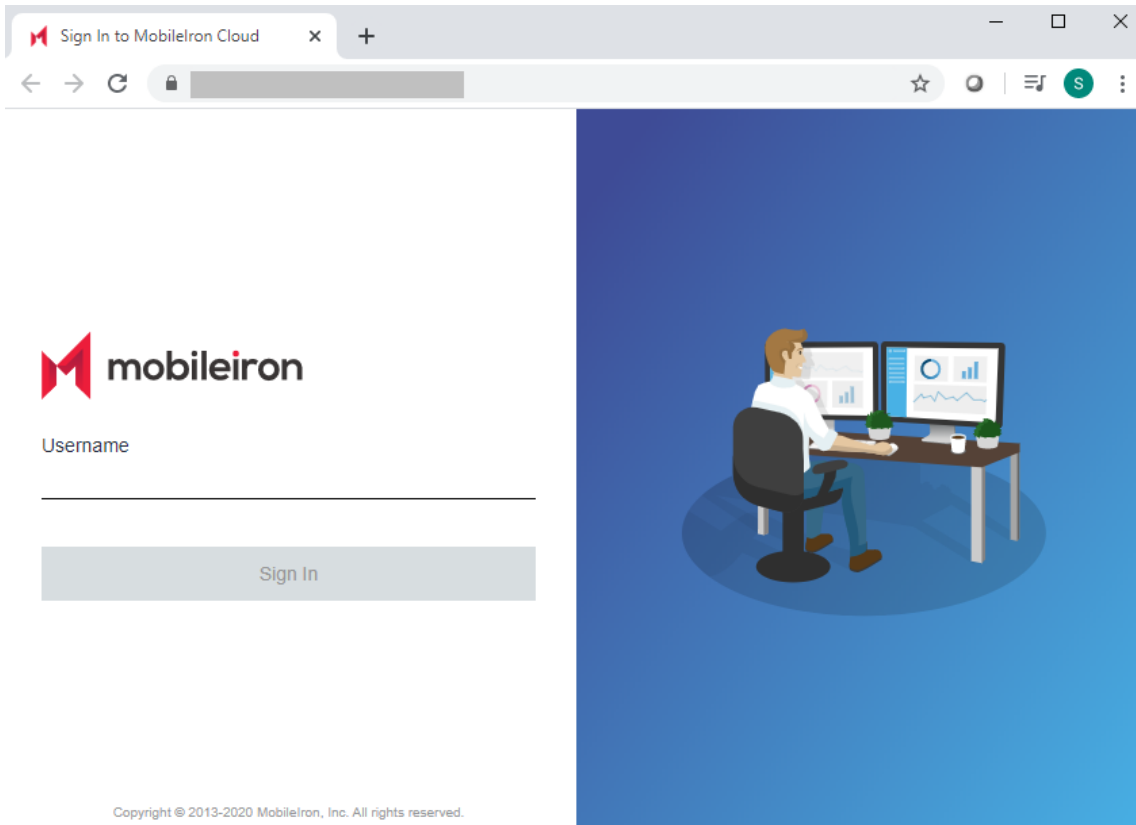 Sign In to MobileIron Cloud
S
mobileiron
Username
Sign In
Copyright © 2013-2020 MobileIron, Inc. All rights reserved.